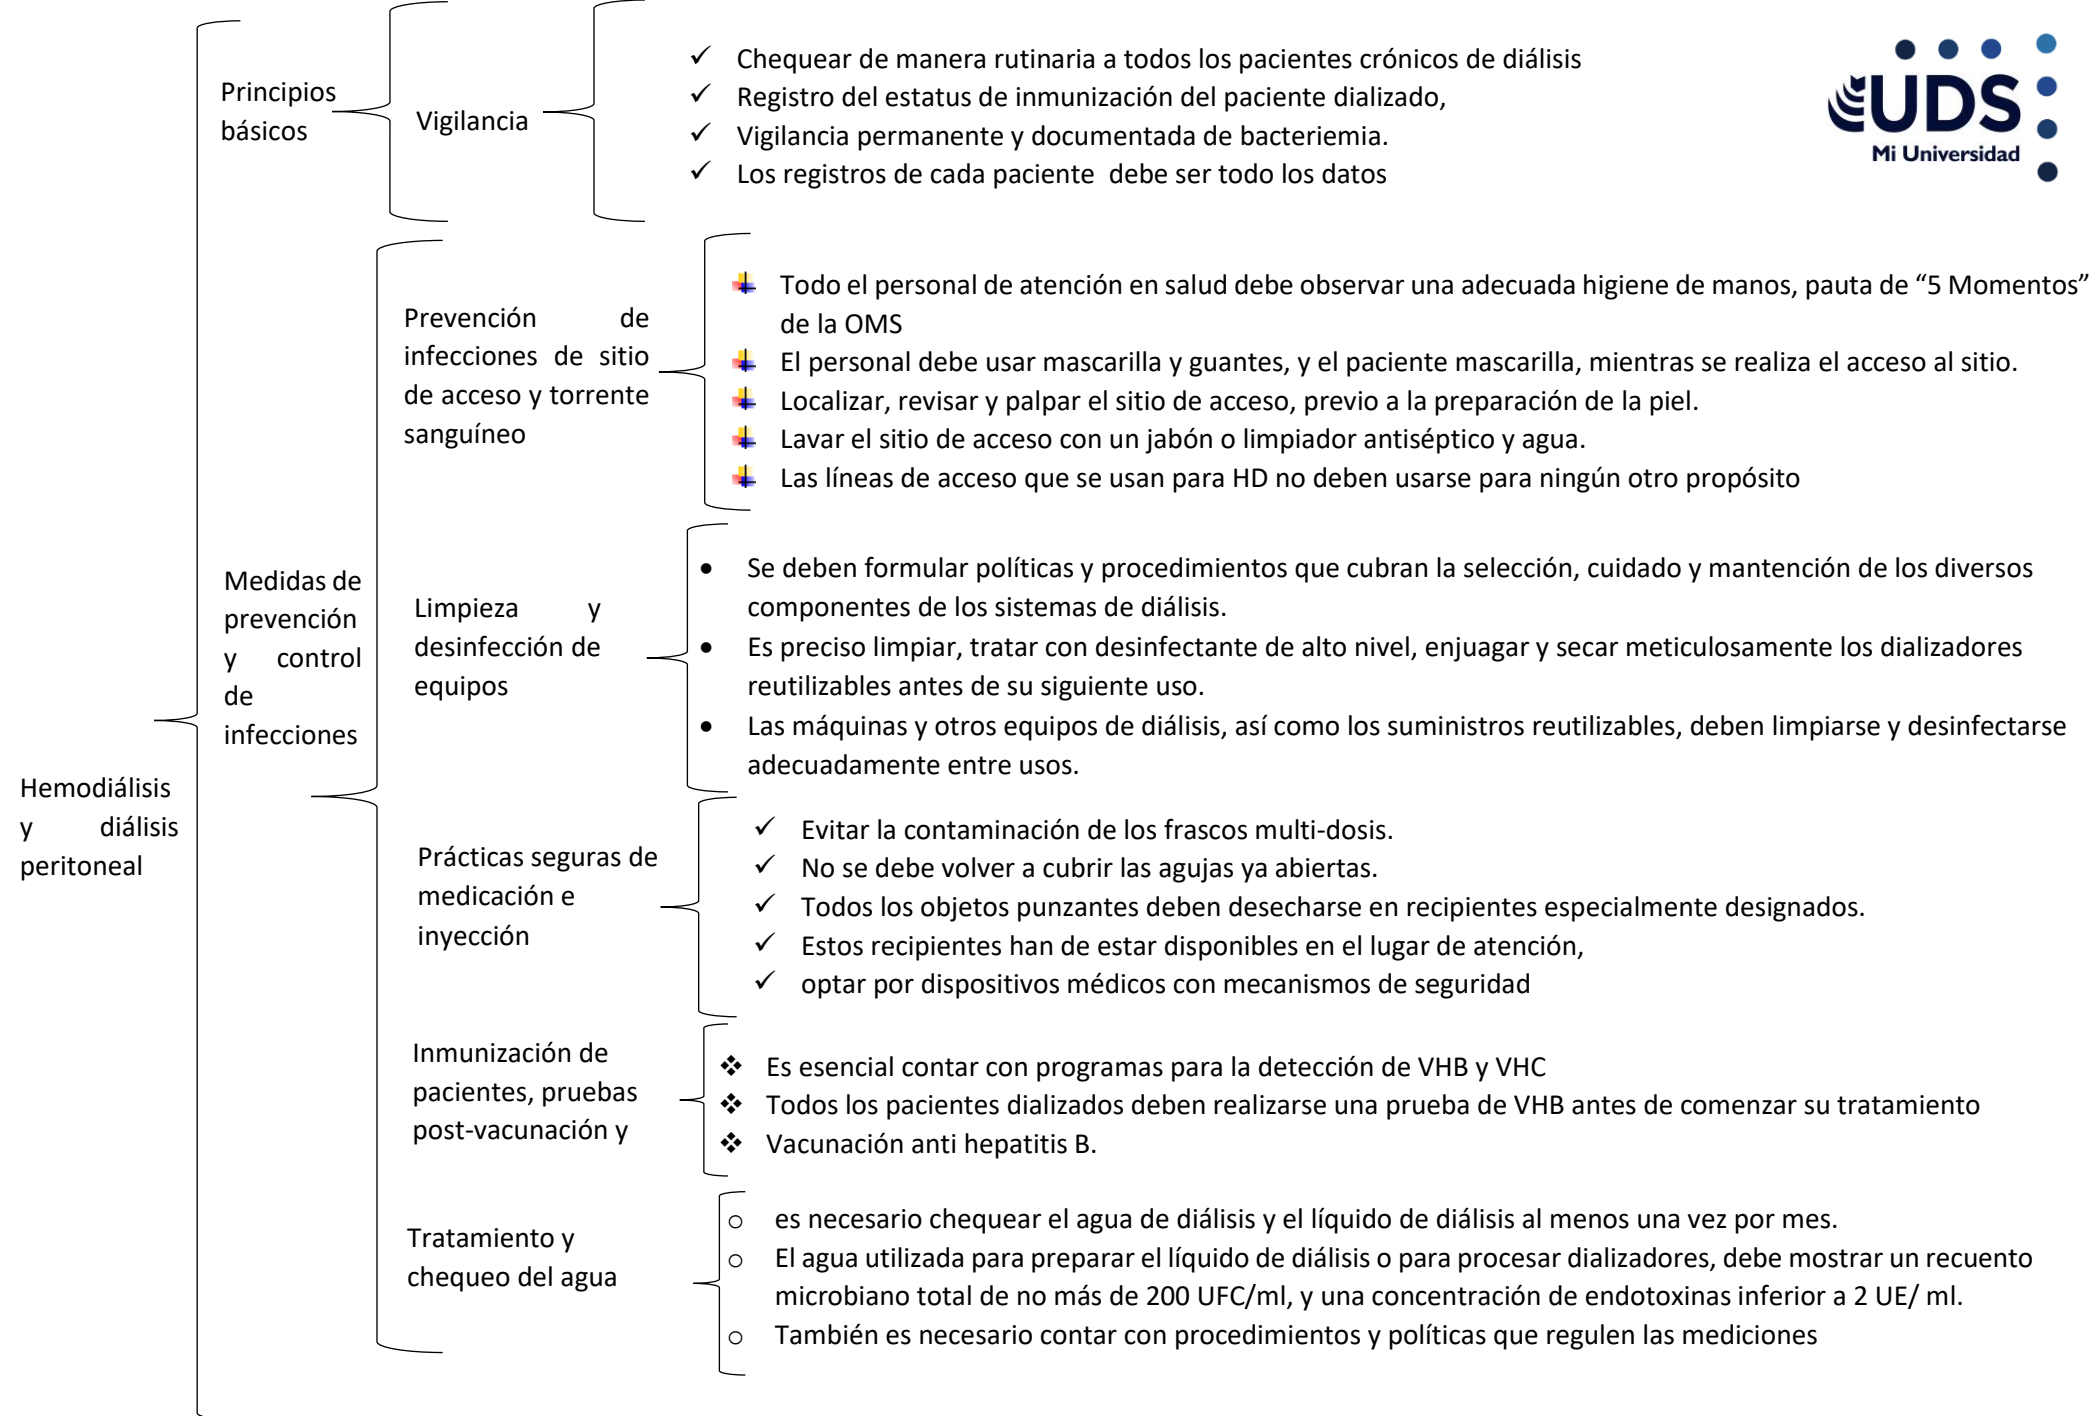 UDS
Mi Universidad
Hemodiálisis
y diálisis
peritoneal
Principios
básicos
Vigilancia
✓ Chequear de manera rutinaria a todos los pacientes crónicos de diálisis
✓ Registro del estatus de inmunización del paciente dializado,
✓ Vigilancia permanente y documentada de bacteriemia.
✓ Los registros de cada paciente debe ser todo los datos
Medidas de
prevención
y control
de
infecciones
Prevención de
infecciones de sitio
de acceso y torrente
sanguíneo
Todo el personal de atención en salud debe observar una adecuada higiene de manos, pauta de “5 Momentos”
de la OMS
El personal debe usar mascarilla y guantes, y el paciente mascarilla, mientras se realiza el acceso al sitio.
Localizar, revisar y palpar el sitio de acceso, previo a la preparación de la piel.
Lavar el sitio de acceso con un jabón o limpiador antiséptico y agua.
Las líneas de acceso que se usan para HD no deben usarse para ningún otro propósito
Limpieza y
desinfección de
equipos
• Se deben formular políticas y procedimientos que cubran la selección, cuidado y mantención de los diversos
componentes de los sistemas de diálisis.
• Es preciso limpiar, tratar con desinfectante de alto nivel, enjuagar y secar meticulosamente los dializadores
reutilizables antes de su siguiente uso.
• Las máquinas y otros equipos de diálisis, así como los suministros reutilizables, deben limpiarse y desinfectarse
adecuadamente entre usos.
Prácticas seguras de
medicación e
inyección
✓ Evitar la contaminación de los frascos multi-dosis.
✓ No se debe volver a cubrir las agujas ya abiertas.
✓ Todos los objetos punzantes deben desecharse en recipientes especialmente designados.
✓ Estos recipientes han de estar disponibles en el lugar de atención,
✓ optar por dispositivos médicos con mecanismos de seguridad
Inmunización de
pacientes, pruebas
post-vacunación y
❖ Es esencial contar con programas para la detección de VHB y VHC
❖ Todos los pacientes dializados deben realizarse una prueba de VHB antes de comenzar su tratamiento
❖ Vacunación anti hepatitis B.
Tratamiento y
chequeo del agua
o es necesario chequear el agua de diálisis y el líquido de diálisis al menos una vez por mes.
o El agua utilizada para preparar el líquido de diálisis o para procesar dializadores, debe mostrar un recuento
microbiano total de no más de 200 UFC/ml, y una concentración de endotoxinas inferior a 2 UE/ ml.
o También es necesario contar con procedimientos y políticas que regulen las mediciones